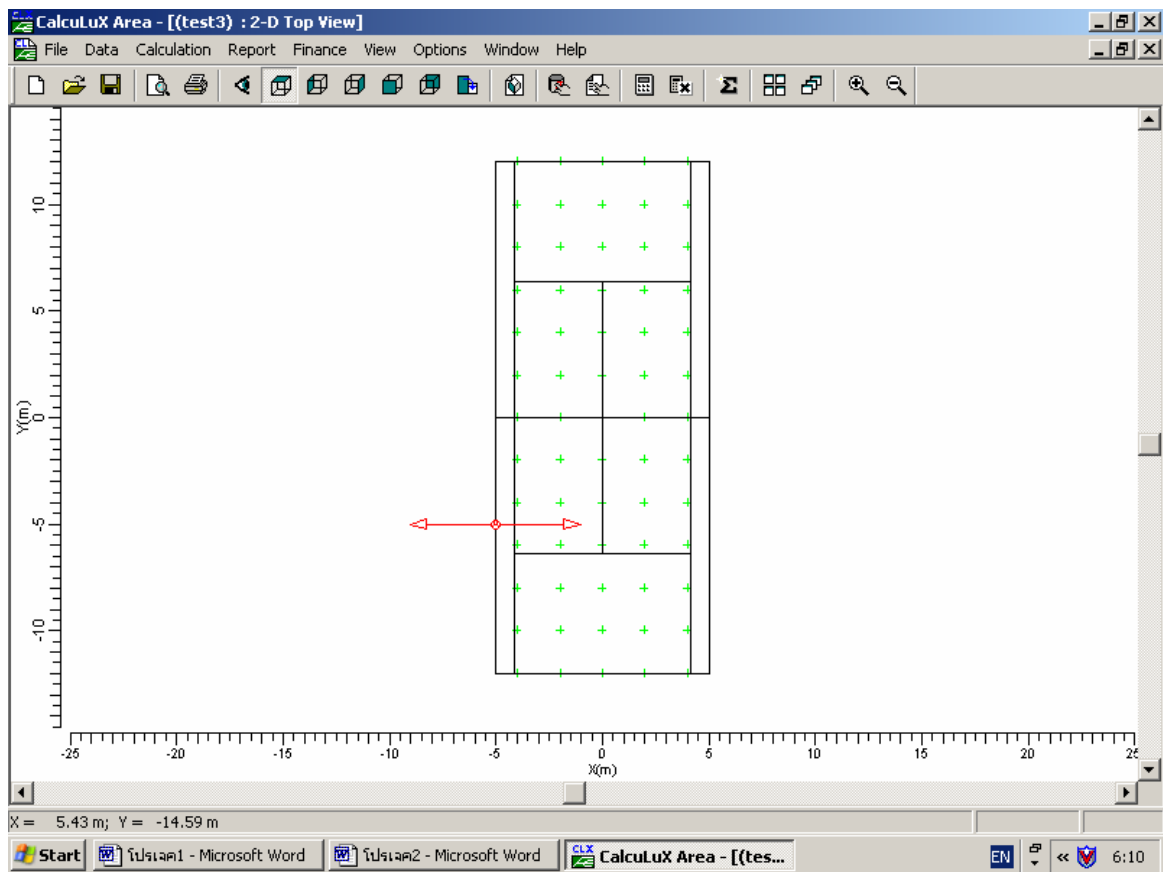 CalcuLuX Area - [(test3) : 2-D Top View]
File Data Calculation Report Finance View Options Window Help
10
5
0
-5
-10
Y(m)
-25 -20 -15 -10 -5 0 5 10 15 20 25
X(m)
X = 5.43 m; Y = -14.59 m
Start โปรเจค1 - Microsoft Word โปรเจค2 - Microsoft Word CLX CalcuLuX Area - [(tes... EN « 6:10